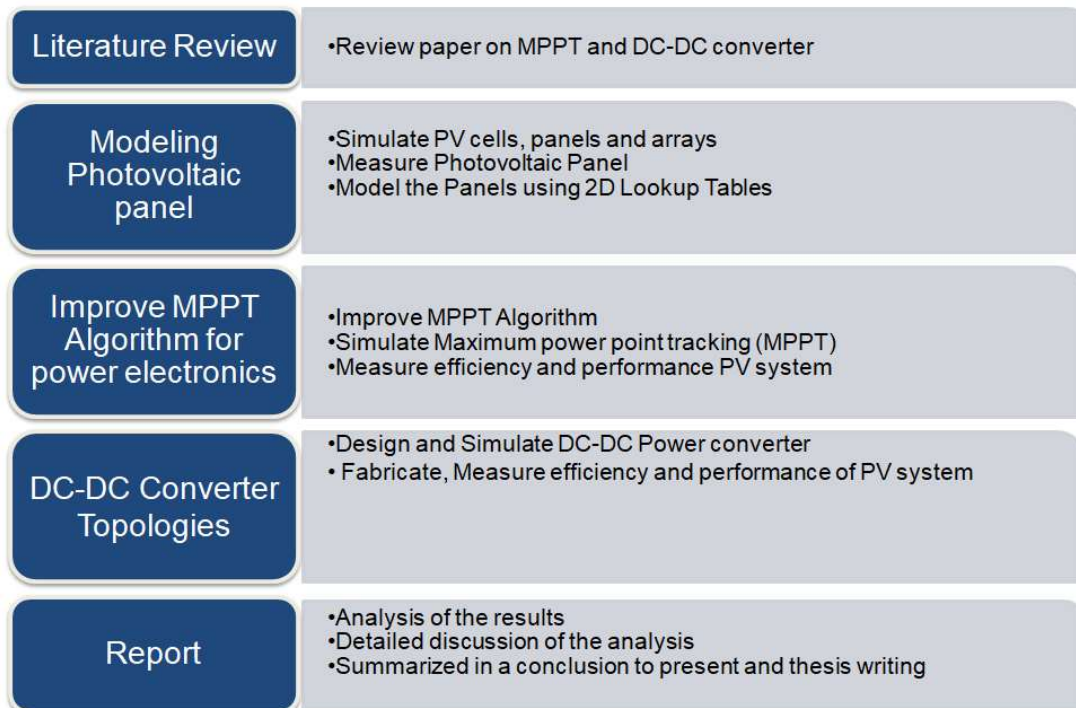 Literature Review
•Review paper on MPPT and DC-DC converter
Modeling
Photovoltaic
panel
•Simulate PV cells, panels and arrays
•Measure Photovoltaic Panel
•Model the Panels using 2D Lookup Tables
Improve MPPT
Algorithm for
power electronics
•Improve MPPT Algorithm
•Simulate Maximum power point tracking (MPPT)
•Measure efficiency and performance PV system
DC-DC Converter
Topologies
•Design and Simulate DC-DC Power converter
• Fabricate, Measure efficiency and performance of PV system
Report
•Analysis of the results
•Detailed discussion of the analysis
•Summarized in a conclusion to present and thesis writing